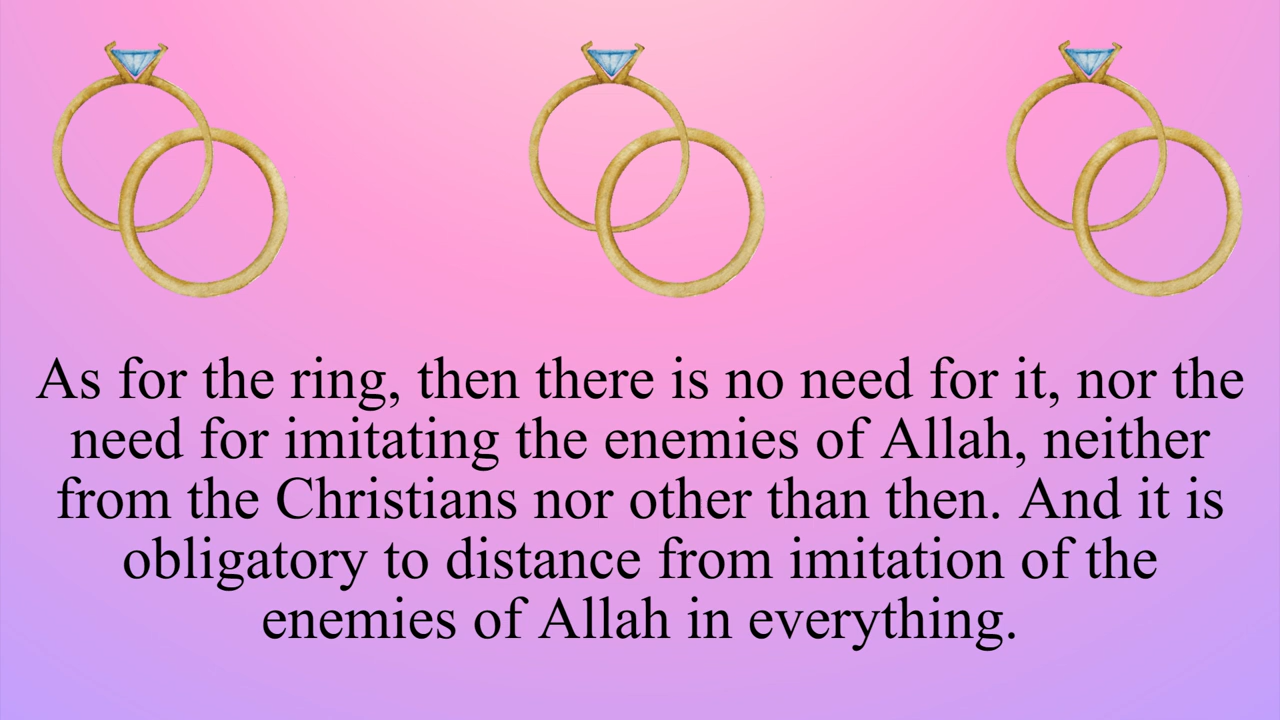 As for the ring, then there is no need for it, nor the
need for imitating the enemies of Allah, neither
from the Christians nor other than then. And it is
obligatory to distance from imitation of the
enemies of Allah in everything.